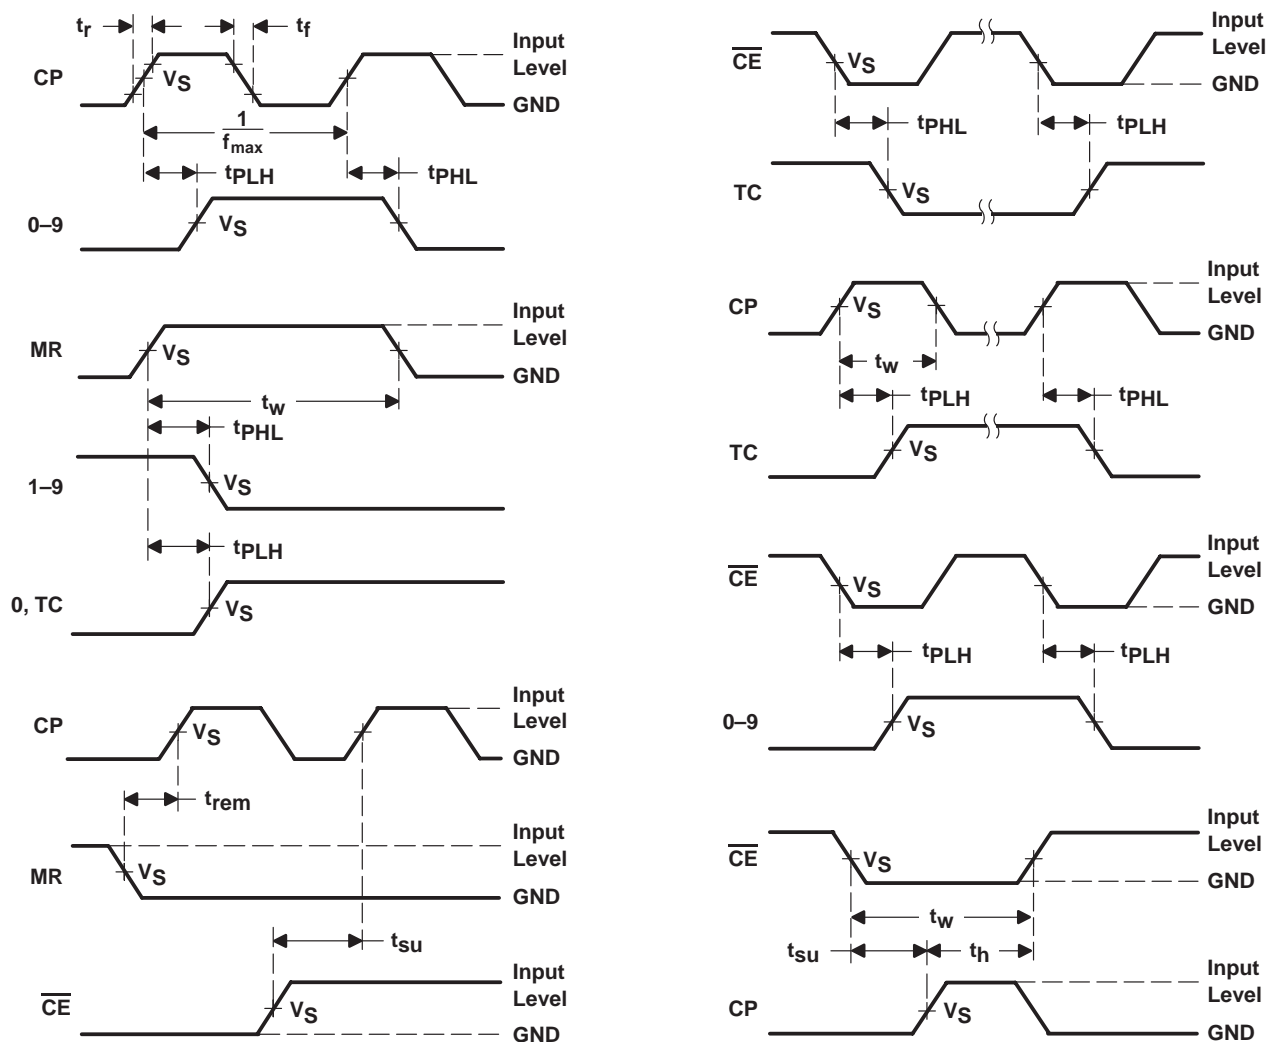 tr
tf
Input
Level
CP
VS
GND
1
fmax
tPLH
tPHL
0–9
VS
Input
Level
MR
VS
GND
tw
tPHL
1–9
VS
tPLH
0, TC
VS
Input
Level
CP
VS
GND
trem
Input
Level
MR
VS
GND
tsu
Input
Level
CE
VS
GND
Input
Level
CE
VS
GND
tPHL
tPLH
TC
VS
Input
Level
CP
VS
GND
tw
tPLH
tPHL
TC
VS
Input
Level
CE
VS
GND
tPLH
tPLH
0–9
VS
Input
Level
CE
VS
GND
tw
tsu
th
Input
Level
CP
VS
GND